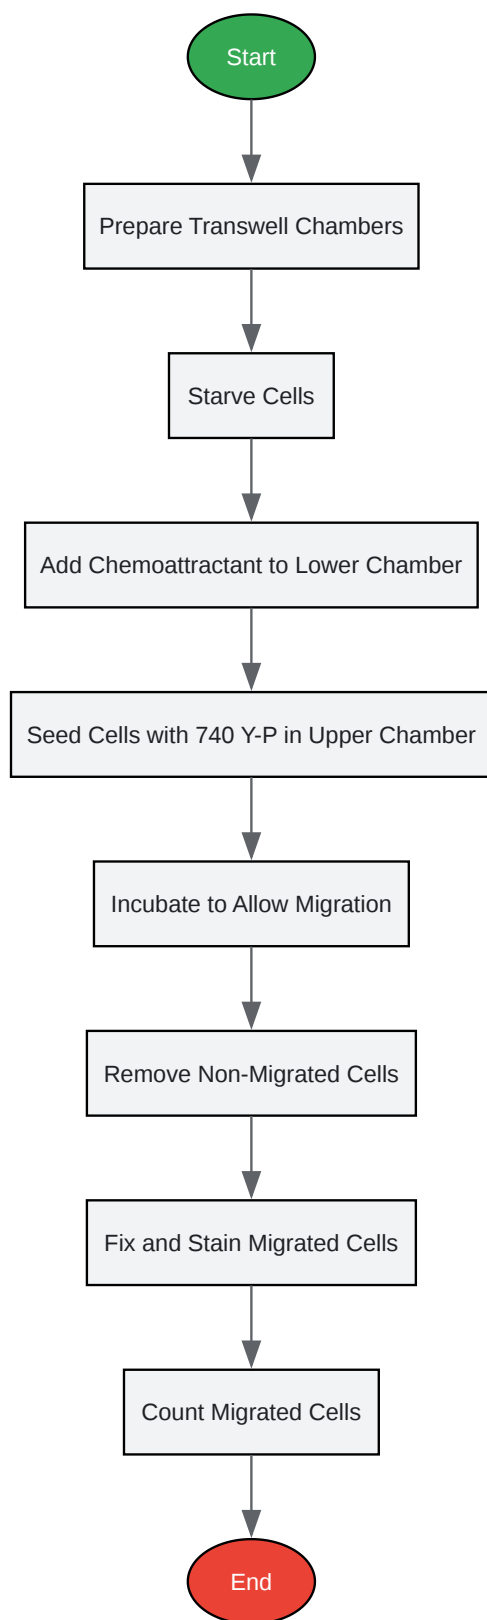 Start
Prepare Transwell Chambers
Starve Cells
Add Chemoattractant to Lower Chamber
Seed Cells with 740 Y-P in Upper Chamber
Incubate to Allow Migration
Remove Non-Migrated Cells
Fix and Stain Migrated Cells
Count Migrated Cells
End